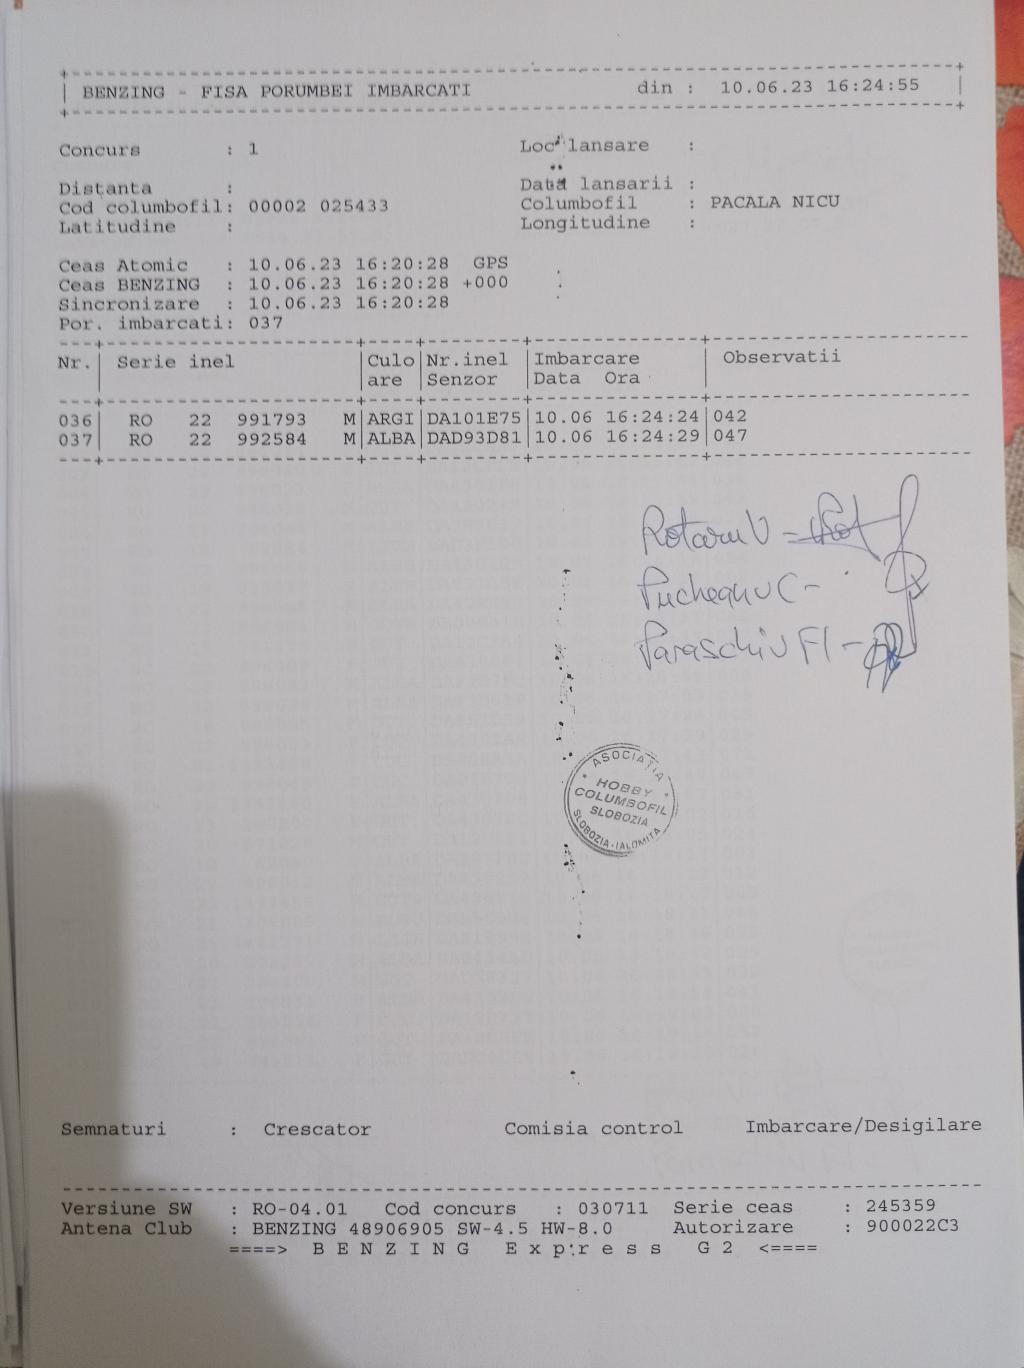 BENZING - FISA PORUMBEI IMBARCATI din : 10.06.23 16:24:55
Concurs : 1 Loc lansare :
Distanta : Data lansarii :
Cod columbofil: 00002 025433 Columbofil : PACALA NICU
Latitudine : Longitudine :
Ceas Atomic : 10.06.23 16:20:28 GPS
Ceas BENZING : 10.06.23 16:20:28 +000
Sincronizare : 10.06.23 16:20:28
Por. imbarcati: 037
Nr. Serie inel Culo Nr.inel Imbarcare Observatii
are Senzor Data Ora
036 RO 22 991793 M ARGI DA101E75 10.06 16:24:24 042
037 RO 22 992584 M ALBA DAD93D81 10.06 16:24:29 047
Rotaru V =
Pucheanu C -
Paraschiv Fl -
ASOCIATIA
HOBBY
COLUMBOFIL
SLOBOZIA
SLOBOZIA - IALOMITA
Semnaturi : Crescator Comisia control Imbarcare/Desigilare
Versiune SW : RO-04.01 Cod concurs : 030711 Serie ceas : 245359
Antena Club : BENZING 48906905 SW-4.5 HW-8.0 Autorizare : 900022C3
====> B E N Z I N G E x p r e s s G 2 <====